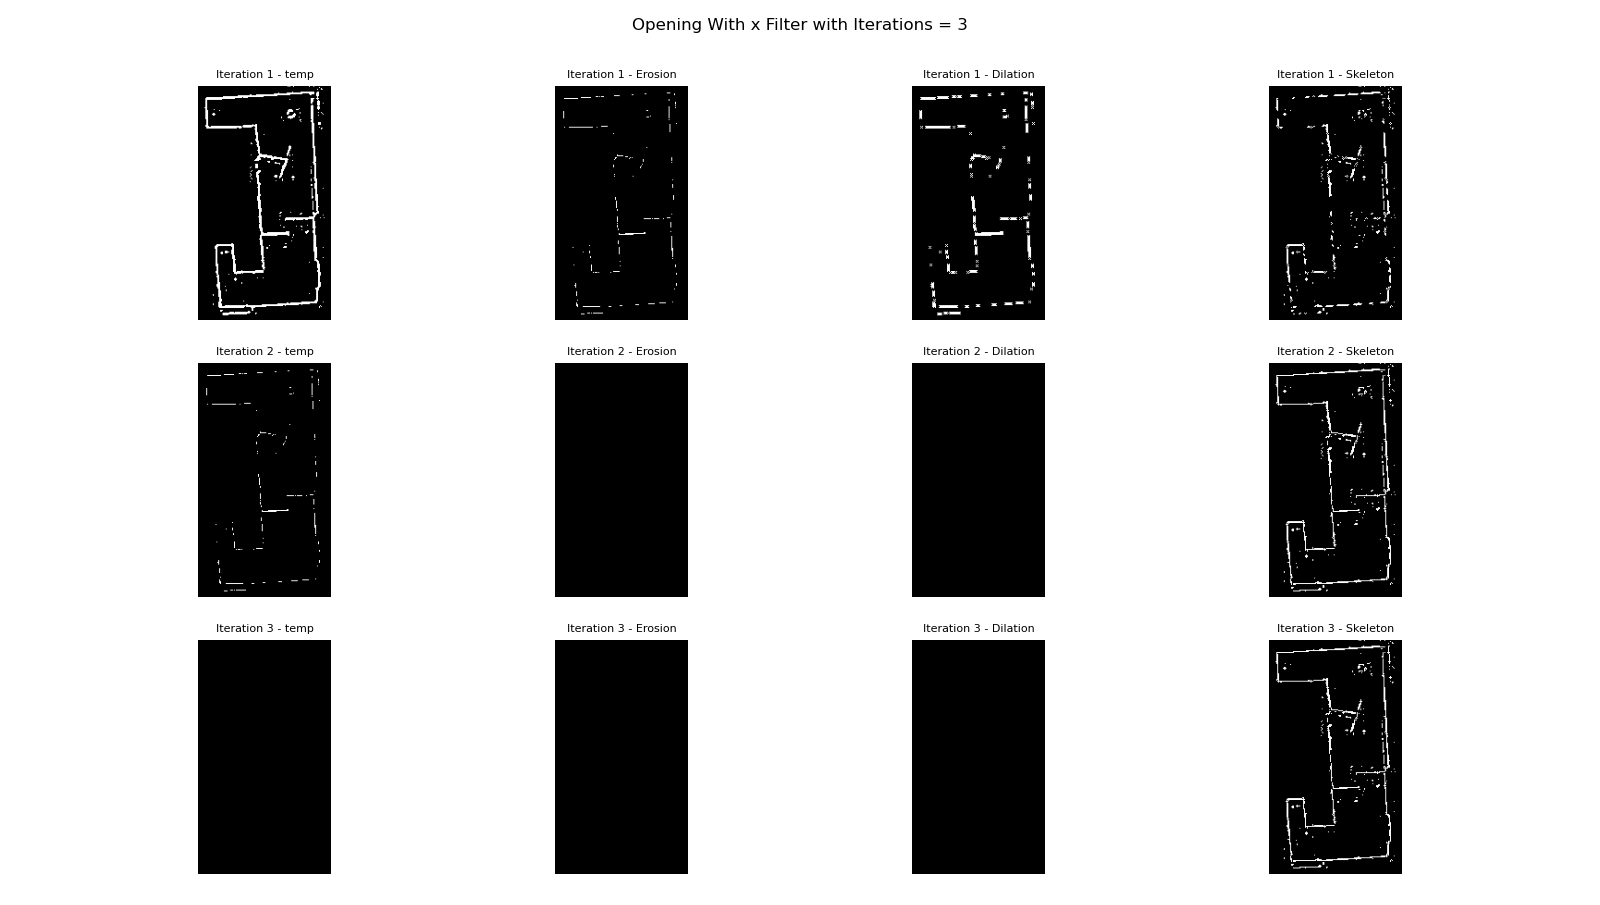 Opening With x Filter with Iterations = 3
Iteration 1 - temp
Iteration 1 - Erosion
Iteration 1 - Dilation
Iteration 1 - Skeleton
Iteration 2 - temp
Iteration 2 - Erosion
Iteration 2 - Dilation
Iteration 2 - Skeleton
Iteration 3 - temp
Iteration 3 - Erosion
Iteration 3 - Dilation
Iteration 3 - Skeleton